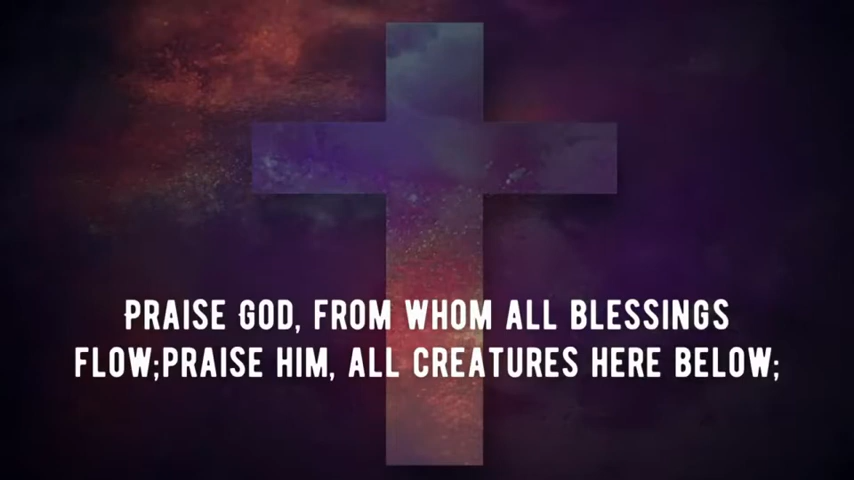 PRAISE GOD, FROM WHOM ALL BLESSINGS
FLOW;PRAISE HIM, ALL CREATURES HERE BELOW;